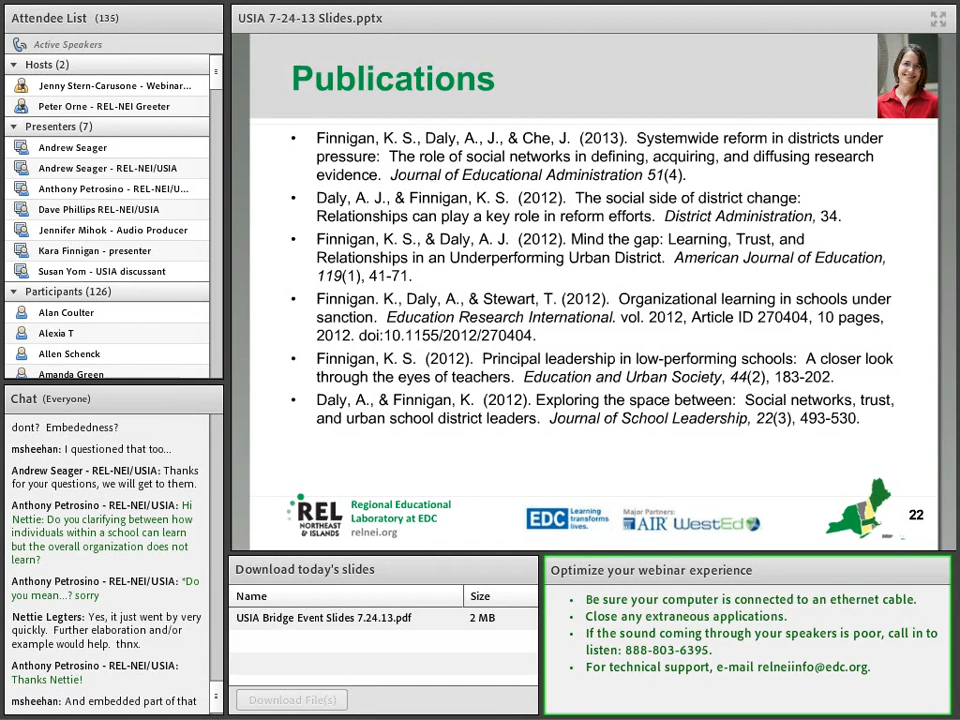 Attendee List (135)
Active Speakers
Hosts (2)
Jenny Stern-Carusone - Webinar...
Peter Orne - REL-NEI Greeter
Presenters (7)
Andrew Seager
Andrew Seager - REL-NEI/USIA
Anthony Petrosino - REL-NEI/U...
Dave Phillips REL-NEI/USIA
Jennifer Mihok - Audio Producer
Kara Finnigan - presenter
Susan Yom - USIA discussant
Participants (126)
Alan Coulter
Alexia T
Allen Schenck
Amanda Green
Chat (Everyone)
dont? Embededness?
msheehan: I questioned that too...
Andrew Seager - REL-NEI/USIA: Thanks
for your questions, we will get to them.
Anthony Petrosino - REL-NEI/USIA: Hi
Nettie: Do you clarifying between how
individuals within a school can learn
but the overall organization does not
learn?
Anthony Petrosino - REL-NEI/USIA: *Do
you mean...? sorry
Nettie Legters: Yes, it just went by very
quickly. Further elaboration and/or
example would help. thnx.
Anthony Petrosino - REL-NEI/USIA:
Thanks Nettie!
msheehan: And embedded part of that
USIA 7-24-13 Slides.pptx
Publications
• Finnigan, K. S., Daly, A., J., & Che, J. (2013). Systemwide reform in districts under
pressure: The role of social networks in defining, acquiring, and diffusing research
evidence. Journal of Educational Administration 51(4).
• Daly, A. J., & Finnigan, K. S. (2012). The social side of district change:
Relationships can play a key role in reform efforts. District Administration, 34.
• Finnigan, K. S., & Daly, A. J. (2012). Mind the gap: Learning, Trust, and
Relationships in an Underperforming Urban District. American Journal of Education,
119(1), 41-71.
• Finnigan. K., Daly, A., & Stewart, T. (2012). Organizational learning in schools under
sanction. Education Research International. vol. 2012, Article ID 270404, 10 pages,
2012. doi:10.1155/2012/270404.
• Finnigan, K. S. (2012). Principal leadership in low-performing schools: A closer look
through the eyes of teachers. Education and Urban Society, 44(2), 183-202.
• Daly, A., & Finnigan, K. (2012). Exploring the space between: Social networks, trust,
and urban school district leaders. Journal of School Leadership, 22(3), 493-530.
REL
NORTHEAST
& ISLANDS
Regional Educational
Laboratory at EDC
relnei.org
EDC Learning
transforms
lives.
Major Partners:
AIR WestEd
22
Download today's slides
Name Size
USIA Bridge Event Slides 7.24.13.pdf 2 MB
Download File(s)
Optimize your webinar experience
• Be sure your computer is connected to an ethernet cable.
• Close any extraneous applications.
• If the sound coming through your speakers is poor, call in to
listen: 888-803-6395.
• For technical support, e-mail relneiinfo@edc.org.